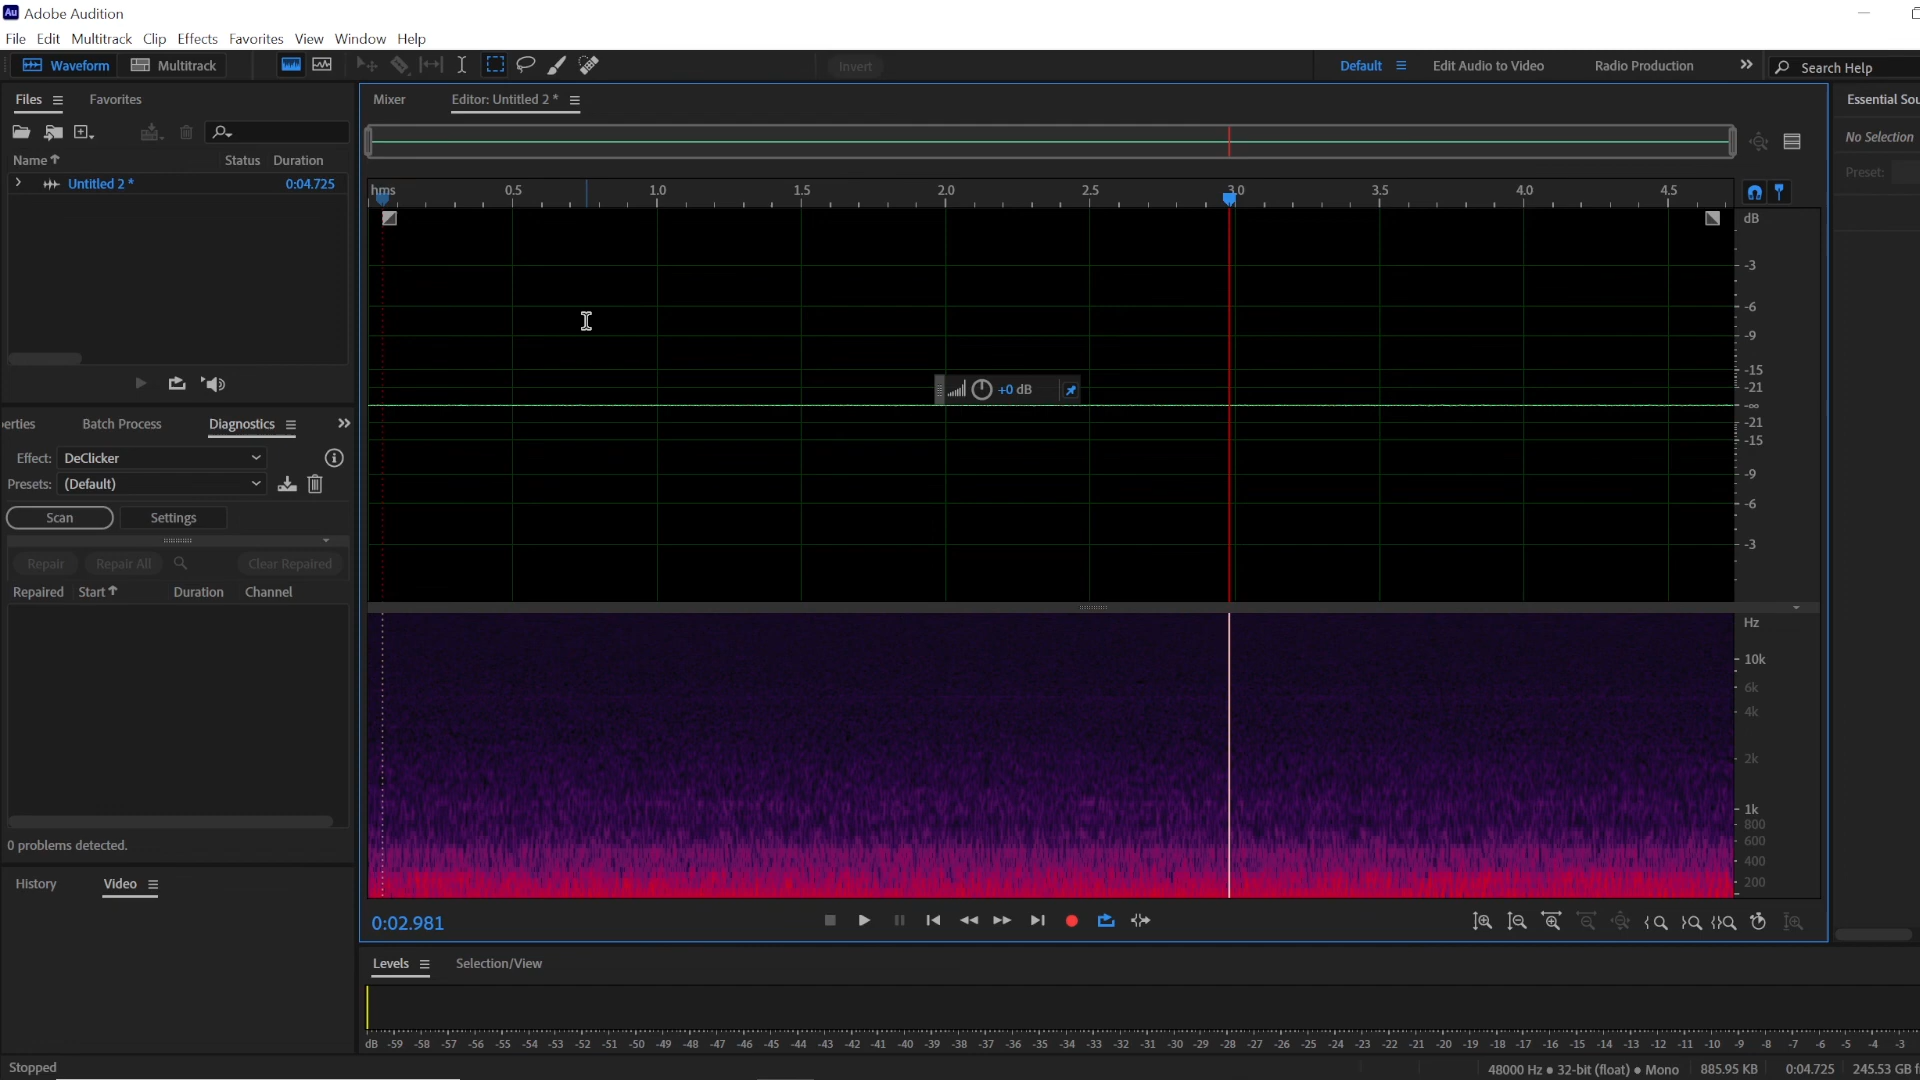 Au Adobe Audition
File Edit Multitrack Clip Effects Favorites View Window Help
Waveform Multitrack Invert Default Edit Audio to Video Radio Production Search Help
Files Favorites
Name Status Duration
Untitled 2 * 0:04.725
erties Batch Process Diagnostics
Effect: DeClicker
Presets: (Default)
Scan Settings
Repair Repair All Clear Repaired
Repaired Start Duration Channel
0 problems detected.
History Video
Mixer Editor: Untitled 2 *
hms 0.5 1.0 1.5 2.0 2.5 3.0 3.5 4.0 4.5
dB
-3
-6
-9
-15
-21
-∞
-21
-15
-9
-6
-3
+0 dB
Hz
10k
6k
4k
2k
1k
800
600
400
200
0:02.981
Levels Selection/View
dB -59 -58 -57 -56 -55 -54 -53 -52 -51 -50 -49 -48 -47 -46 -45 -44 -43 -42 -41 -40 -39 -38 -37 -36 -35 -34 -33 -32 -31 -30 -29 -28 -27 -26 -25 -24 -23 -22 -21 -20 -19 -18 -17 -16 -15 -14 -13 -12 -11 -10 -9 -8 -7 -6 -5 -4 -3
Essential Sou
No Selection
Preset:
Stopped 48000 Hz ● 32-bit (float) ● Mono 885.95 KB 0:04.725 245.53 GB f